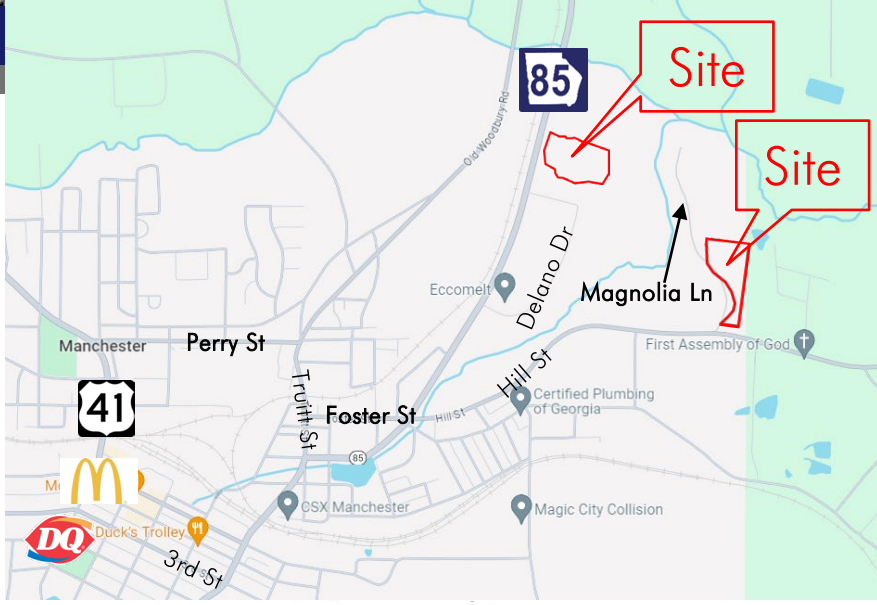 85
Site
Site
Old Woodbury Rd
Delano Dr
Eccomelt
Magnolia Ln
Perry St
Manchester
First Assembly of God
Hill St
41
Truitt St
Foster St
Hill St
Certified Plumbing
of Georgia
85
Mc
CSX Manchester
Magic City Collision
DQ
Duck's Trolley
3rd St